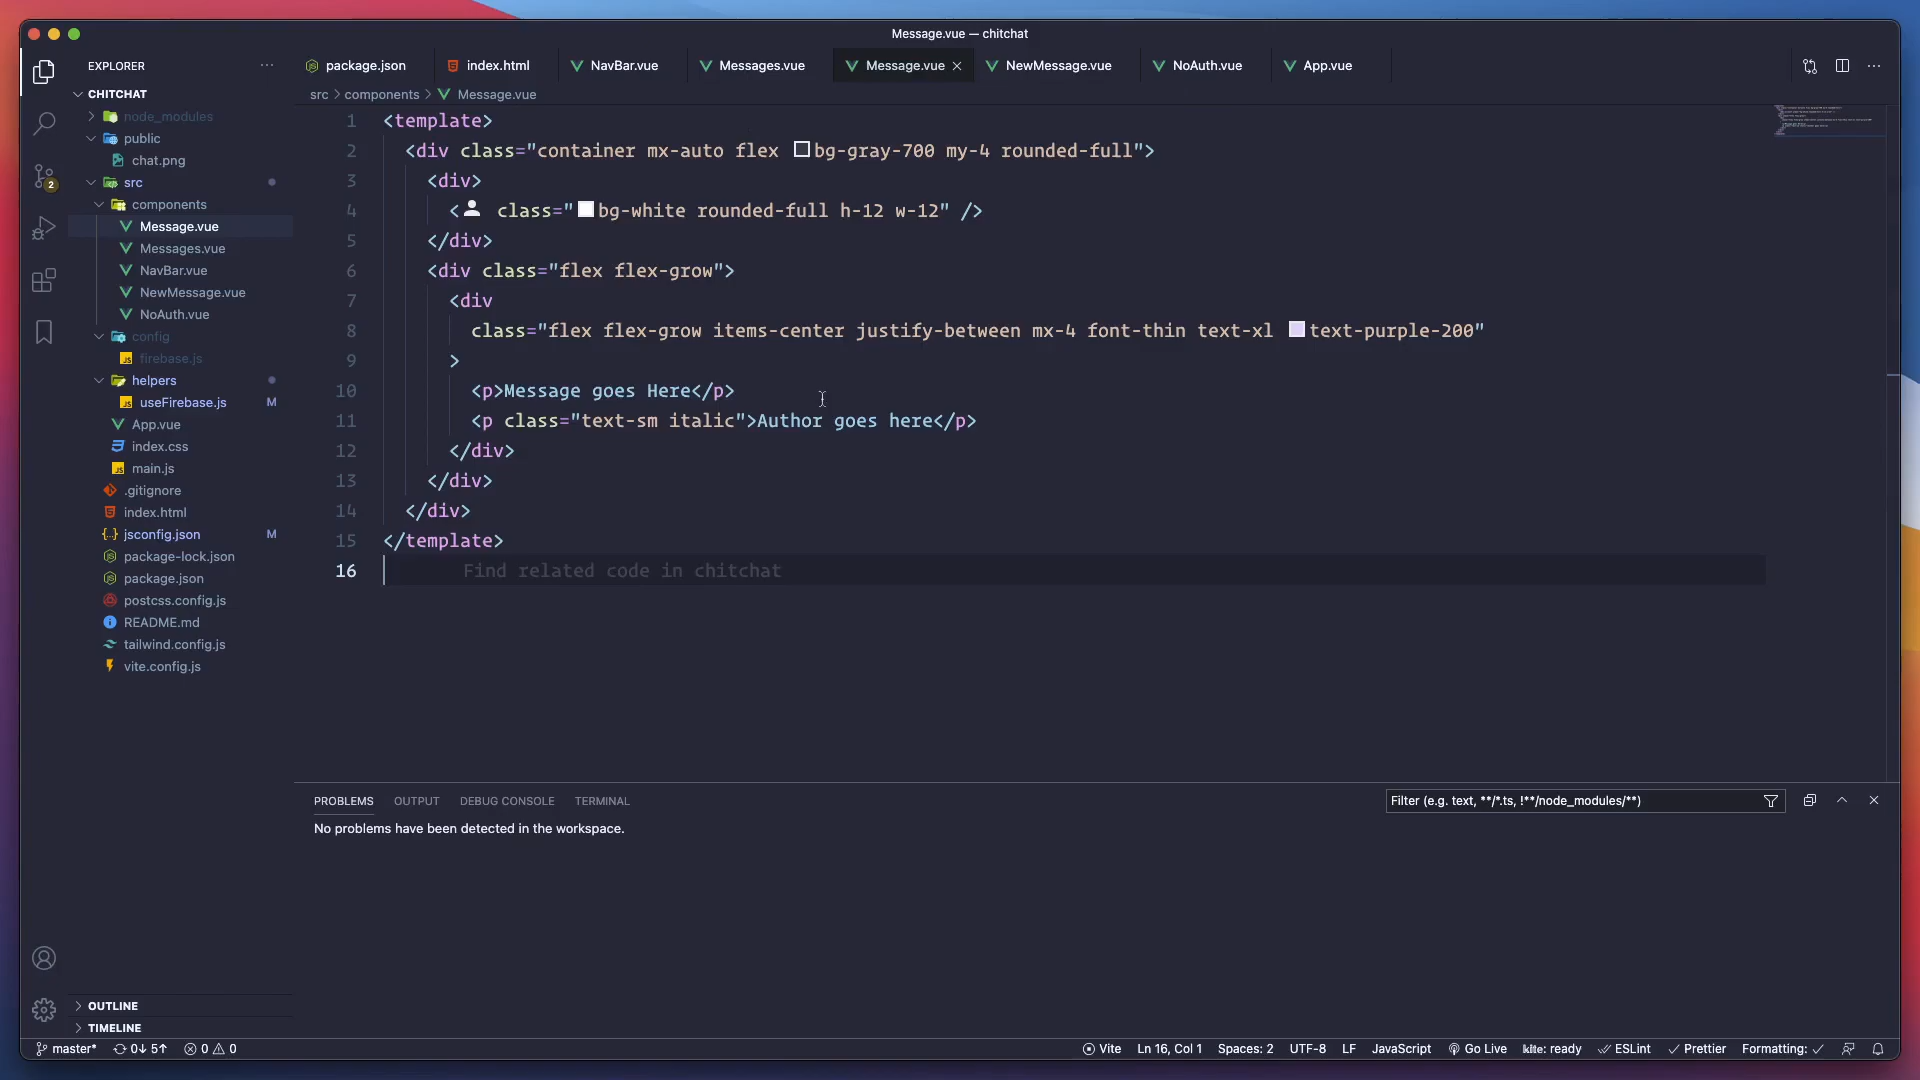 Message.vue — chitchat
EXPLORER
package.json
index.html
NavBar.vue
Messages.vue
Message.vue
NewMessage.vue
NoAuth.vue
App.vue
src > components > Message.vue
CHITCHAT
node_modules
public
chat.png
src
components
Message.vue
Messages.vue
NavBar.vue
NewMessage.vue
NoAuth.vue
config
firebase.js
helpers
useFirebase.js M
App.vue
index.css
main.js
.gitignore
index.html
jsconfig.json M
package-lock.json
package.json
postcss.config.js
README.md
tailwind.config.js
vite.config.js
OUTLINE
TIMELINE
2
1 <template>
2 <div class="container mx-auto flex bg-gray-700 my-4 rounded-full">
3 <div>
4 < class="bg-white rounded-full h-12 w-12" />
5 </div>
6 <div class="flex flex-grow">
7 <div
8 class="flex flex-grow items-center justify-between mx-4 font-thin text-xl text-purple-200"
9 >
10 <p>Message goes Here</p>
11 <p class="text-sm italic">Author goes here</p>
12 </div>
13 </div>
14 </div>
15 </template>
16 Find related code in chitchat
PROBLEMS OUTPUT DEBUG CONSOLE TERMINAL
Filter (e.g. text, **/*.ts, !**/node_modules/**)
No problems have been detected in the workspace.
master* 0↓ 5↑ 0 0
Vite Ln 16, Col 1 Spaces: 2 UTF-8 LF JavaScript Go Live kite: ready ESLint Prettier Formatting: ✓